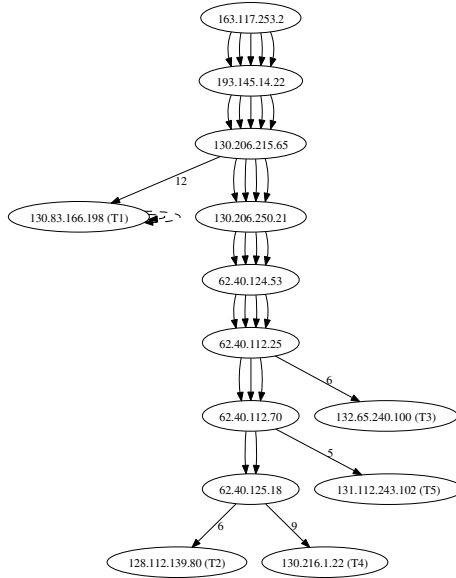 163.117.253.2
193.145.14.22
130.206.215.65
12
130.83.166.198 (T1)
130.206.250.21
62.40.124.53
62.40.112.25
6
62.40.112.70
132.65.240.100 (T3)
5
62.40.125.18
131.112.243.102 (T5)
6
9
128.112.139.80 (T2)
130.216.1.22 (T4)